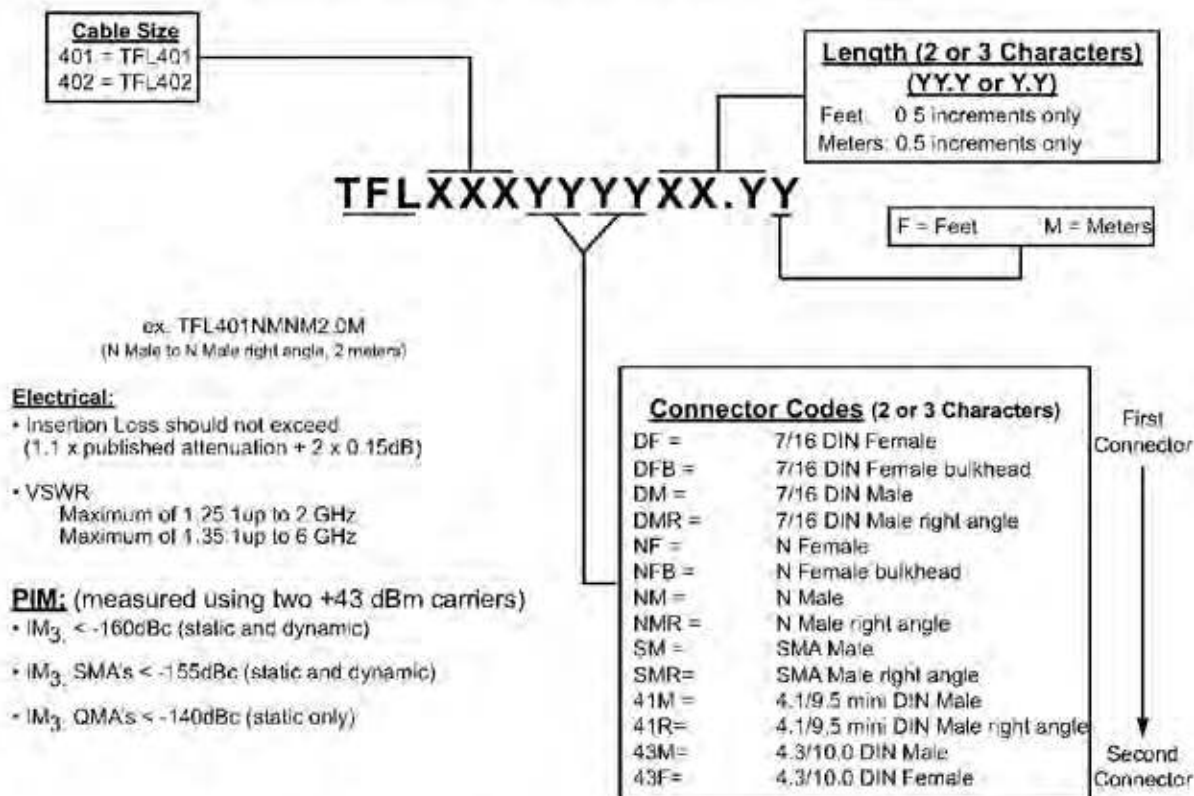 Cable Size
401 = TFL401
402 = TFL402
Length (2 or 3 Characters)
(YY.Y or Y.Y)
Feet: 0.5 increments only
Meters: 0.5 increments only
TFLXXXYYYYXX.YY
F = Feet M = Meters
ex. TFL401NMNM2.0M
(N Male to N Male right angle, 2 meters)
Electrical:
• Insertion Loss should not exceed
(1.1 x published attenuation + 2 x 0.15dB)
• VSWR
Maximum of 1.25:1up to 2 GHz
Maximum of 1.35:1up to 6 GHz
PIM: (measured using two +43 dBm carriers)
• IM3, < -160dBc (static and dynamic)
• IM3, SMA's < -155dBc (static and dynamic)
• IM3, QMA's < -140dBc (static only)
Connector Codes (2 or 3 Characters)
DF = 7/16 DIN Female
DFB = 7/16 DIN Female bulkhead
DM = 7/16 DIN Male
DMR = 7/16 DIN Male right angle
NF = N Female
NFB = N Female bulkhead
NM = N Male
NMR = N Male right angle
SM = SMA Male
SMR= SMA Male right angle
41M = 4.1/9.5 mini DIN Male
41R= 4.1/9.5 mini DIN Male right angle
43M= 4.3/10.0 DIN Male
43F= 4.3/10.0 DIN Female
First
Connector
Second
Connector